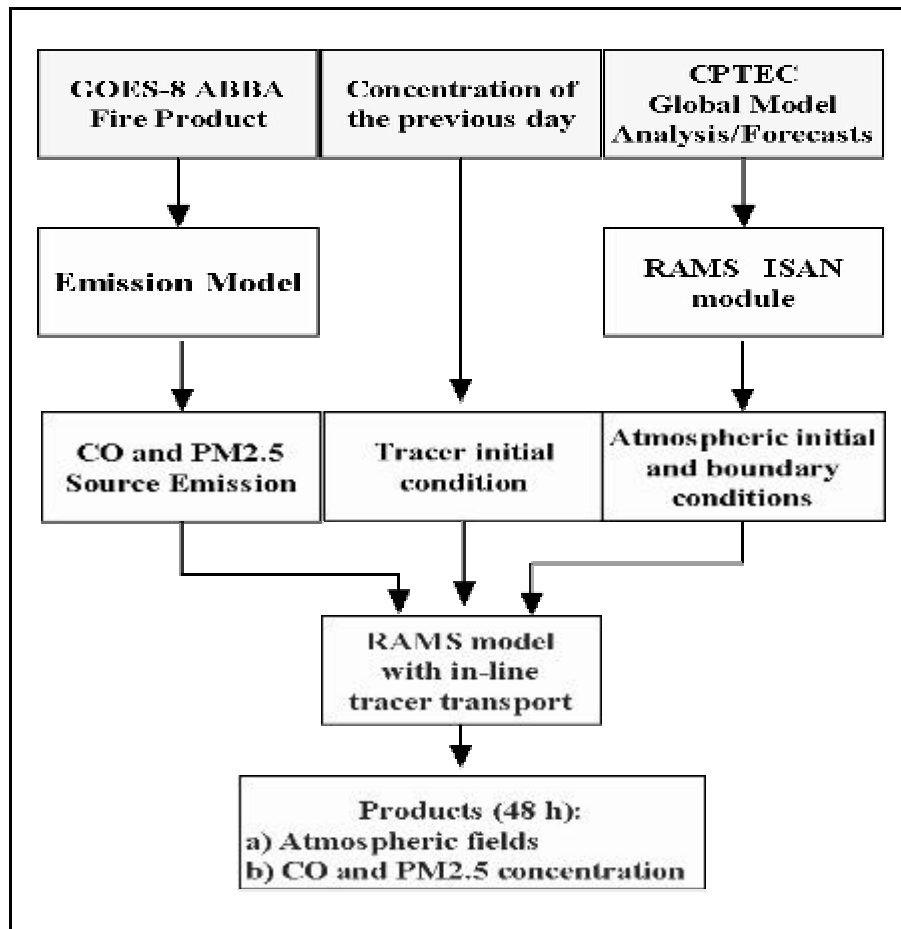 GOES-8 ABBA
Fire Product
Concentration of
the previous day
CPTEC
Global Model
Analysis/Forecasts
Emission Model
RAMS ISAN
module
CO and PM2.5
Source Emission
Tracer initial
condition
Atmospheric initial
and boundary
conditions
RAMS model
with in-line
tracer transport
Products (48 h):
a) Atmospheric fields
b) CO and PM2.5 concentration